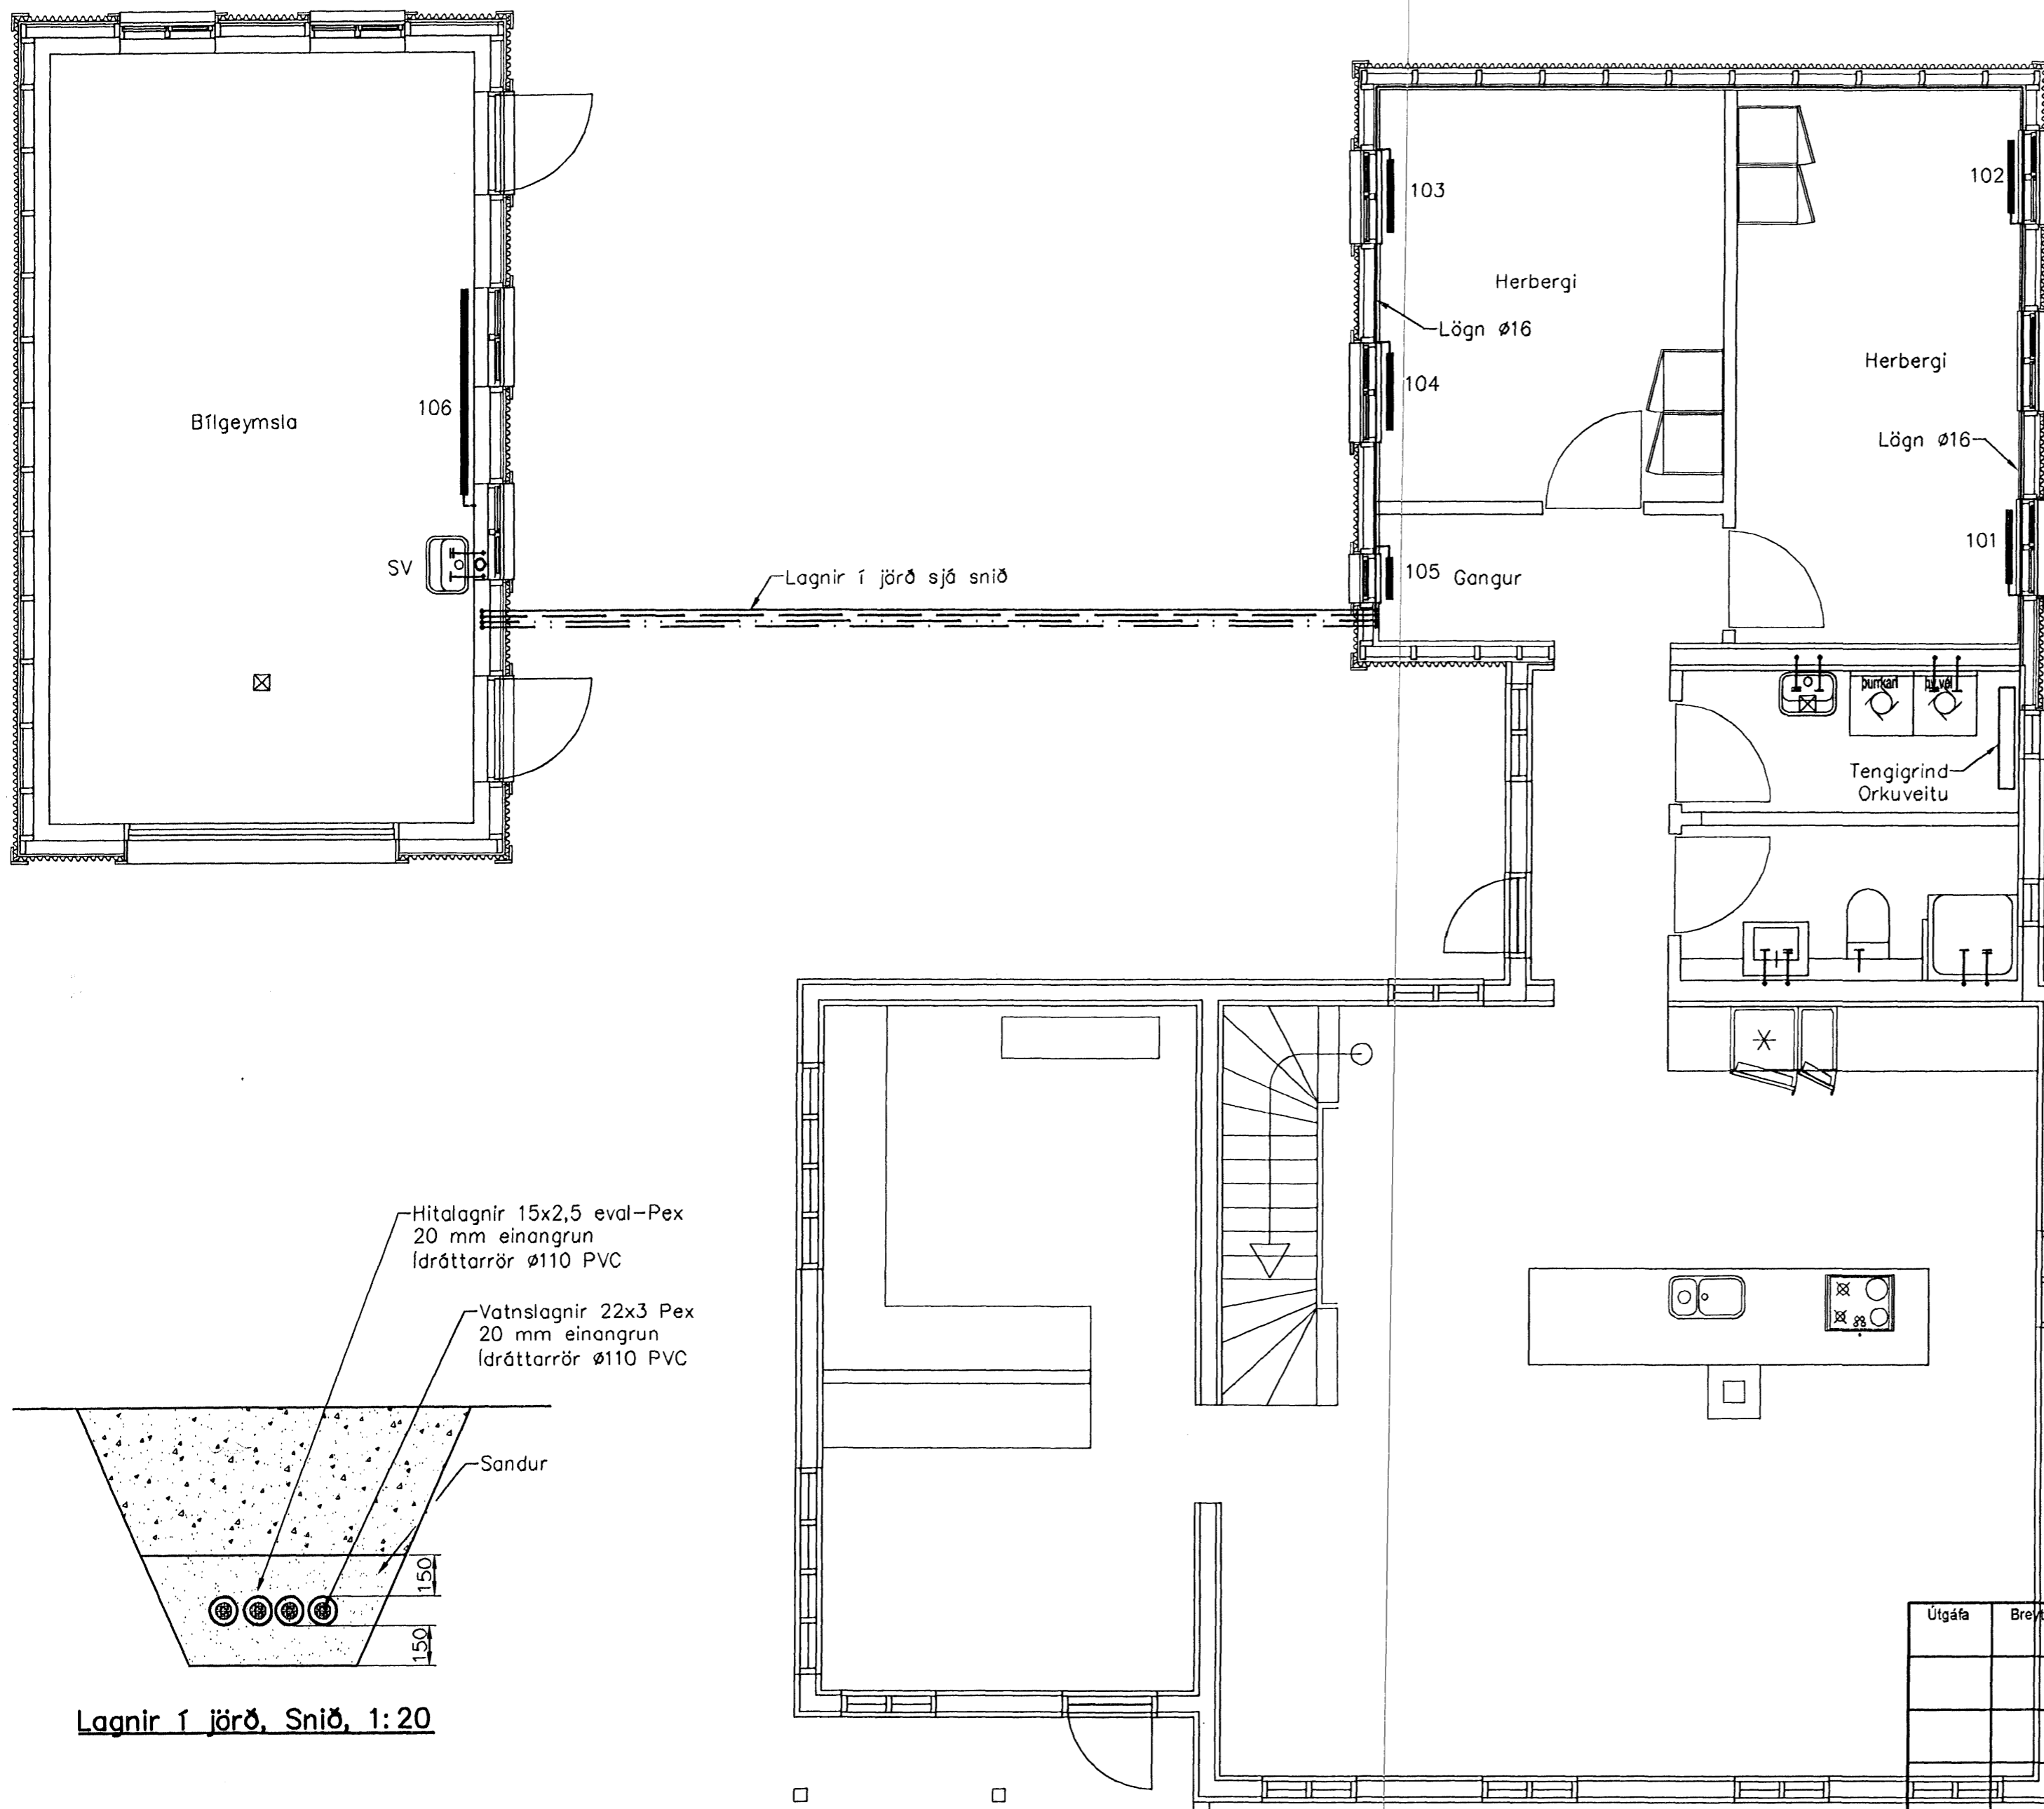 103
102
Herbergi
Lögn ø16
Herbergi
104
106
Bílgeymsla
Lögn ø16
101
SV
105
Gangur
Lagnir í jörð sjá snið
þurrkari
þv.vél
Tengigrind
Orkuveitu
Hitalagnir 15x2,5 eval-Pex
20 mm einangrun
Ídráttarrör ø110 PVC
Vatnslagnir 22x3 Pex
20 mm einangrun
Ídráttarrör ø110 PVC
Sandur
150
150
Útgáfa
Breyt
Lagnir í jörð, Snið, 1:20